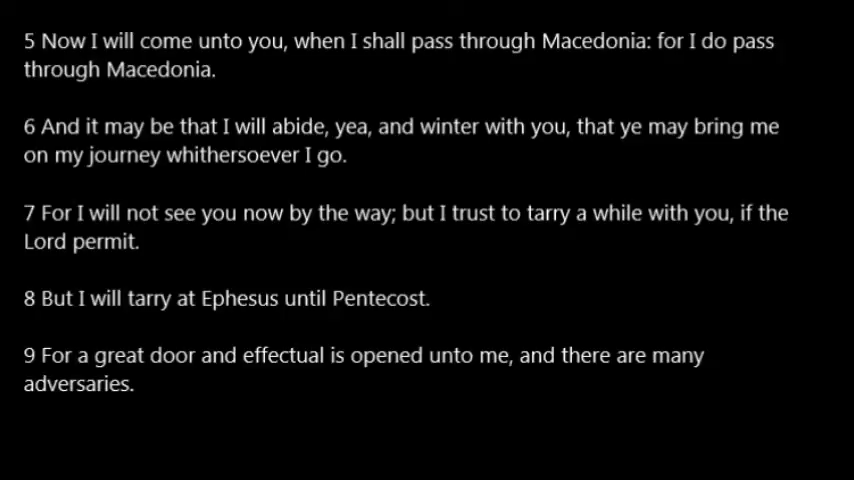 5 Now I will come unto you, when I shall pass through Macedonia: for I do pass
through Macedonia.
6 And it may be that I will abide, yea, and winter with you, that ye may bring me
on my journey whithersoever I go.
7 For I will not see you now by the way; but I trust to tarry a while with you, if the
Lord permit.
8 But I will tarry at Ephesus until Pentecost.
9 For a great door and effectual is opened unto me, and there are many
adversaries.